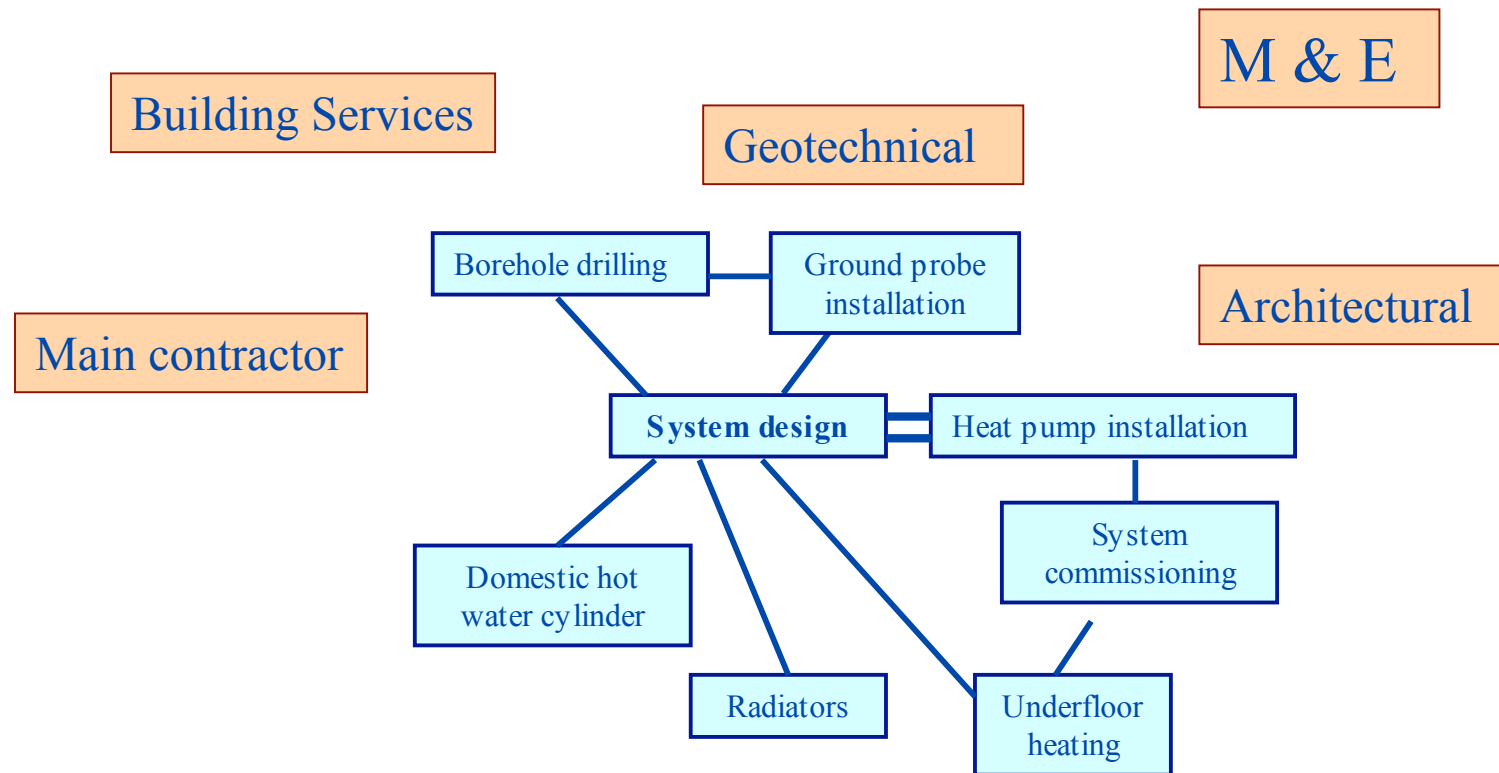 M & E
Building Services
Geotechnical
Borehole drilling
Ground probe
installation
Architectural
Main contractor
System design
Heat pump installation
System
commissioning
Domestic hot
water cylinder
Radiators
Underfloor
heating